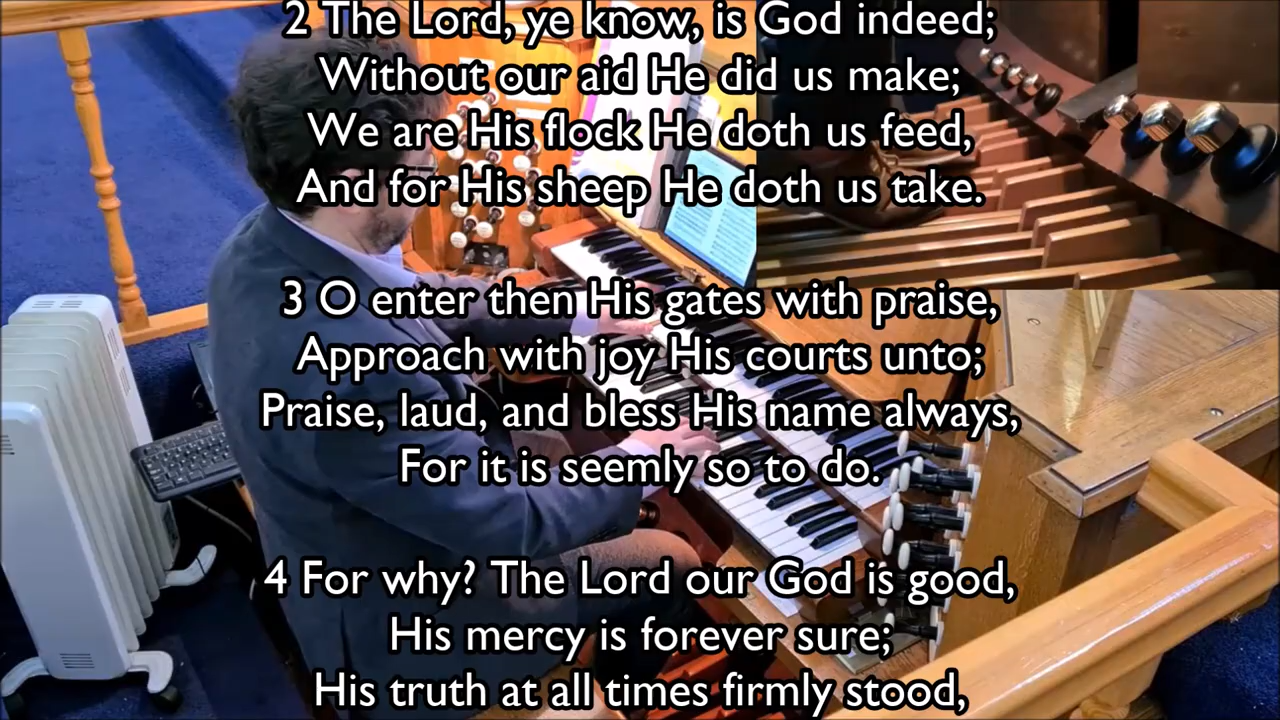 2 The Lord, ye know, is God indeed;
Without our aid He did us make;
We are His flock He doth us feed,
And for His sheep He doth us take.
3 O enter then His gates with praise,
Approach with joy His courts unto;
Praise, laud, and bless His name always,
For it is seemly so to do.
4 For why? The Lord our God is good,
His mercy is forever sure;
His truth at all times firmly stood,